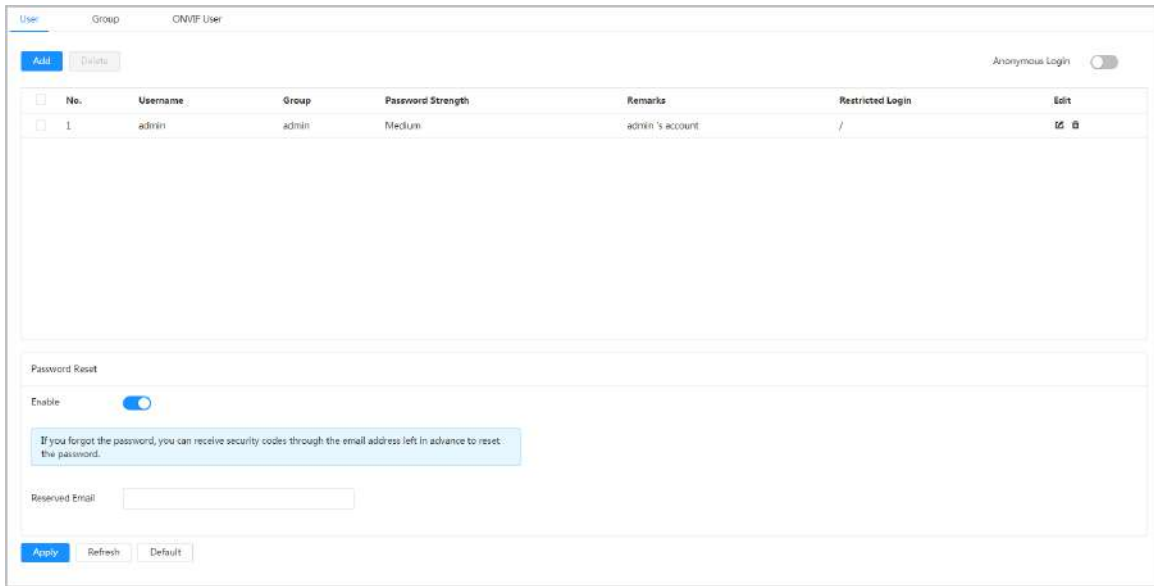 User Group ONVIF User
Add Delete Anonymous Login
No. Username Group Password Strength Remarks Restricted Login Edit
1 admin admin Medium admin 's account /
Password Reset
Enable
If you forgot the password, you can receive security codes through the email address left in advance to reset
the password.
Reserved Email
Apply Refresh Default